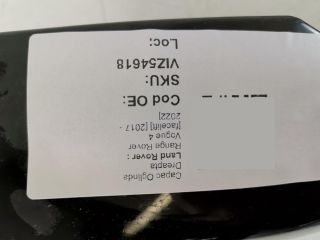 Capac Oglinda
Dreapta
Land Rover :
Range Rover
Vogue 4
[facelift] [2017 -
2022]
Cod OE:
SKU:
VIZ54618
Loc: